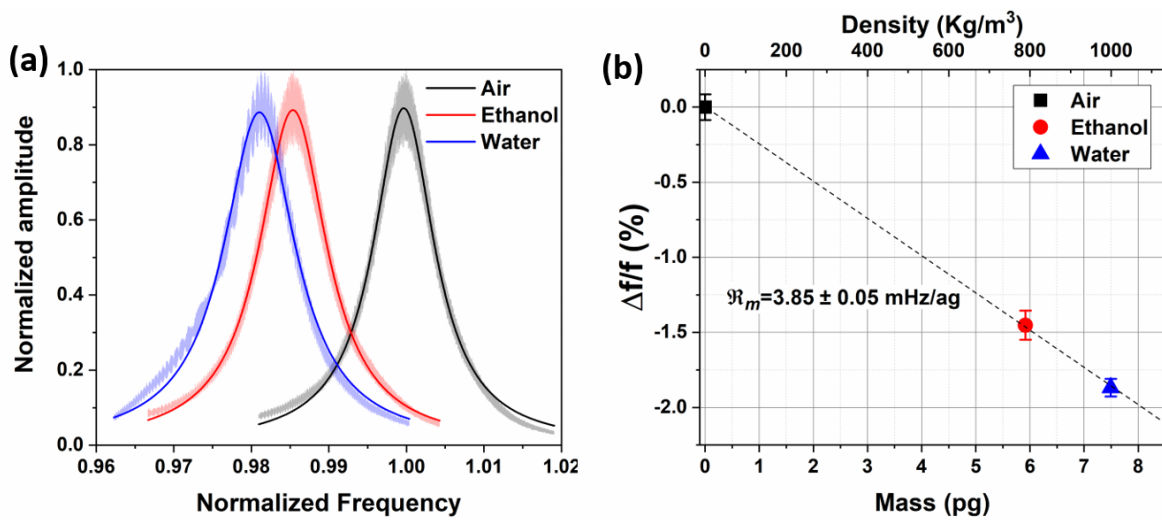 (a)
Normalized amplitude
1.0
0.8
0.6
0.4
0.2
0.0
Air
Ethanol
Water
0.96 0.97 0.98 0.99 1.00 1.01 1.02
Normalized Frequency
(b)
Density (Kg/m³)
0 200 400 600 800 1000
Δf/f (%)
0.0
-0.5
-1.0
-1.5
-2.0
Air
Ethanol
Water
ℜm=3.85 ± 0.05 mHz/ag
0 1 2 3 4 5 6 7 8
Mass (pg)